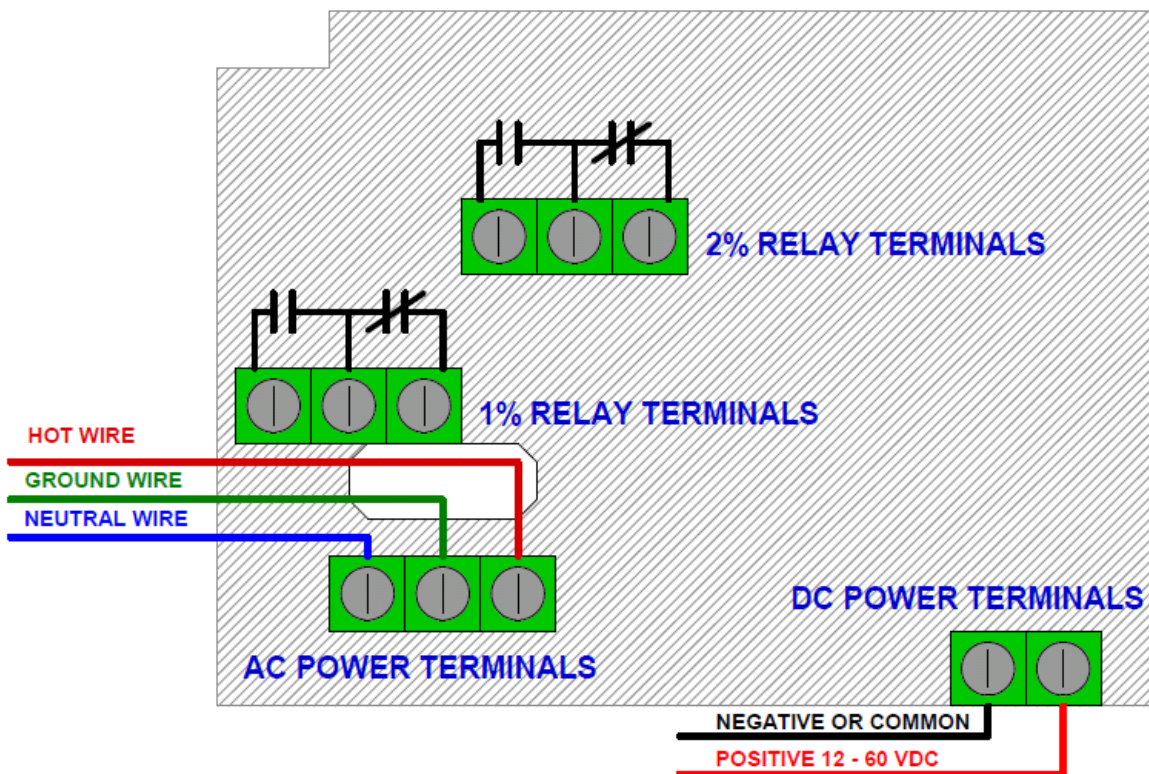 2% RELAY TERMINALS
1% RELAY TERMINALS
HOT WIRE
GROUND WIRE
NEUTRAL WIRE
DC POWER TERMINALS
AC POWER TERMINALS
NEGATIVE OR COMMON
POSITIVE 12 - 60 VDC